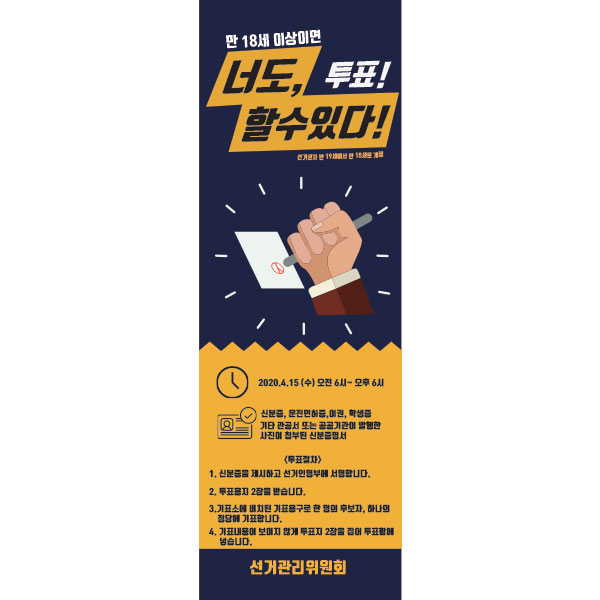 만 18세 이상이면
너도, 투표!
할수있다!
선거권자 만 19세에서 만 18세로 개정
2020.4.15 (수) 오전 6시~ 오후 6시
신분증, 운전면허증,여권, 학생증
기타 관공서 또는 공공기관이 발행한
사진이 첨부된 신분증명서
<투표절차>
1. 신분증을 제시하고 선거인명부에 서명합니다.
2. 투표용지 2장을 받습니다.
3.기표소에 비치된 기표용구로 한 명의 후보자, 하나의
정당에 기표합니다.
4. 기표내용이 보이지 않게 투표지 2장을 접어 투표함에
넣습니다.
선거관리위원회